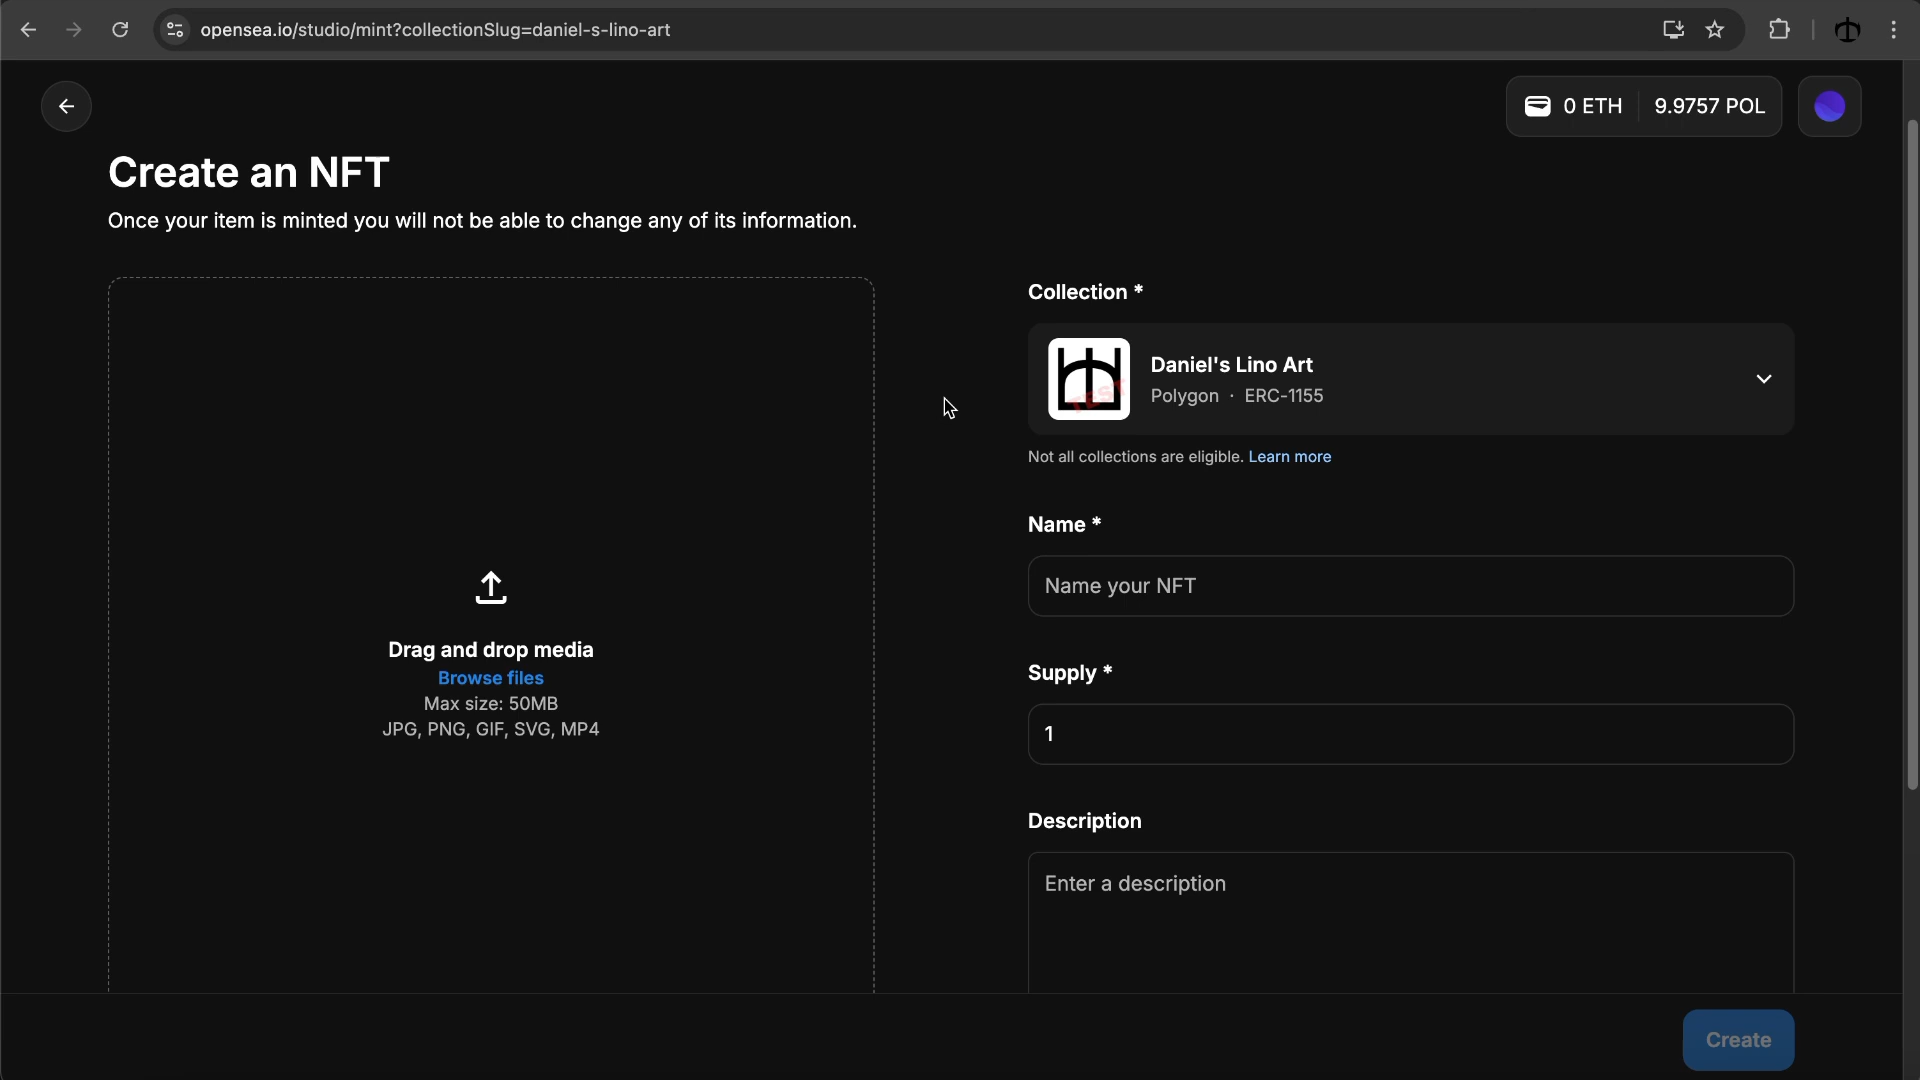 opensea.io/studio/mint?collectionSlug=daniel-s-lino-art
0 ETH
9.9757 POL
Create an NFT
Once your item is minted you will not be able to change any of its information.
Drag and drop media
Browse files
Max size: 50MB
JPG, PNG, GIF, SVG, MP4
Collection *
TEST
Daniel's Lino Art
Polygon · ERC-1155
Not all collections are eligible. Learn more
Name *
Name your NFT
Supply *
1
Description
Enter a description
Create